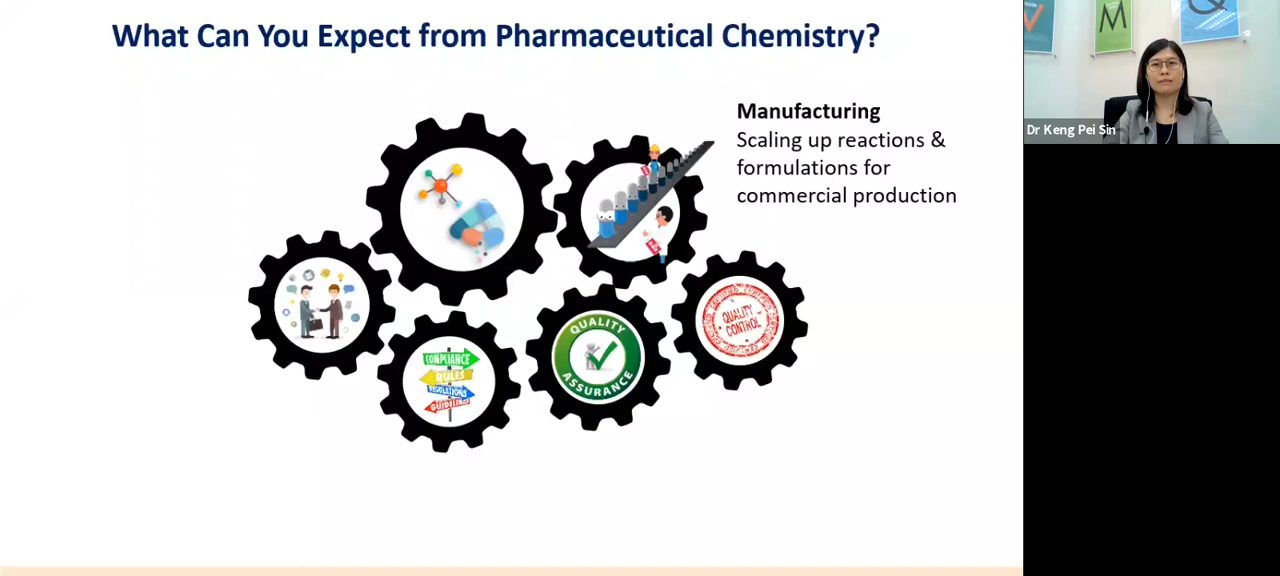 What Can You Expect from Pharmaceutical Chemistry?
Manufacturing
Scaling up reactions &
formulations for
commercial production
M
Dr Keng Pei Sin
QUALITY
ASSURANCE
QUALITY
CONTROL
COMPLIANCE
RULES
REGULATIONS
GUIDELINES